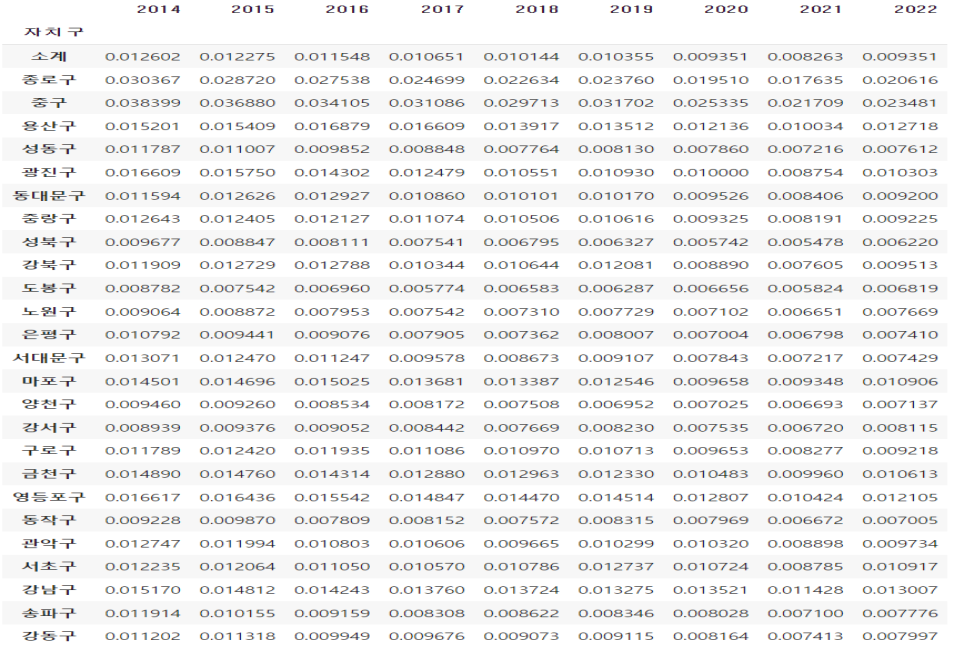 2014 2015 2016 2017 2018 2019 2020 2021 2022
자치구
소계 0.012602 0.012275 0.011548 0.010651 0.010144 0.010355 0.009351 0.008263 0.009351
종로구 0.030367 0.028720 0.027538 0.024699 0.022634 0.023760 0.019510 0.017635 0.020616
중구 0.038399 0.036880 0.034105 0.031086 0.029713 0.031702 0.025335 0.021709 0.023481
용산구 0.015201 0.015409 0.016879 0.016609 0.013917 0.013512 0.012136 0.010034 0.012718
성동구 0.011787 0.011007 0.009852 0.008848 0.007764 0.008130 0.007860 0.007216 0.007612
광진구 0.016609 0.015750 0.014302 0.012479 0.010551 0.010930 0.010000 0.008754 0.010303
동대문구 0.011594 0.012626 0.012927 0.010860 0.010101 0.010170 0.009526 0.008406 0.009200
중랑구 0.012643 0.012405 0.012127 0.011074 0.010506 0.010616 0.009325 0.008191 0.009225
성북구 0.009677 0.008847 0.008111 0.007541 0.006795 0.006327 0.005742 0.005478 0.006220
강북구 0.011909 0.012729 0.012788 0.010344 0.010644 0.012081 0.008890 0.007605 0.009513
도봉구 0.008782 0.007542 0.006960 0.005774 0.006583 0.006287 0.006656 0.005824 0.006819
노원구 0.009064 0.008872 0.007953 0.007542 0.007310 0.007729 0.007102 0.006651 0.007669
은평구 0.010792 0.009441 0.009076 0.007905 0.007362 0.008007 0.007004 0.006798 0.007410
서대문구 0.013071 0.012470 0.011247 0.009578 0.008673 0.009107 0.007843 0.007217 0.007429
마포구 0.014501 0.014696 0.015025 0.013681 0.013387 0.012546 0.009658 0.009348 0.010906
양천구 0.009460 0.009260 0.008534 0.008172 0.007508 0.006952 0.007025 0.006693 0.007137
강서구 0.008939 0.009376 0.009052 0.008442 0.007669 0.008230 0.007535 0.006720 0.008115
구로구 0.011789 0.012420 0.011935 0.011086 0.010970 0.010713 0.009653 0.008277 0.009218
금천구 0.014890 0.014760 0.014314 0.012880 0.012963 0.012330 0.010483 0.009960 0.010613
영등포구 0.016617 0.016436 0.015542 0.014847 0.014470 0.014514 0.012807 0.010424 0.012105
동작구 0.009228 0.009870 0.007809 0.008152 0.007572 0.008315 0.007969 0.006672 0.007005
관악구 0.012747 0.011994 0.010803 0.010606 0.009665 0.010299 0.010320 0.008898 0.009734
서초구 0.012235 0.012064 0.011050 0.010570 0.010786 0.012737 0.010724 0.008785 0.010917
강남구 0.015170 0.014812 0.014243 0.013760 0.013724 0.013275 0.013521 0.011428 0.013007
송파구 0.011914 0.010155 0.009159 0.008308 0.008622 0.008346 0.008028 0.007100 0.007776
강동구 0.011202 0.011318 0.009949 0.009676 0.009073 0.009115 0.008164 0.007413 0.007997